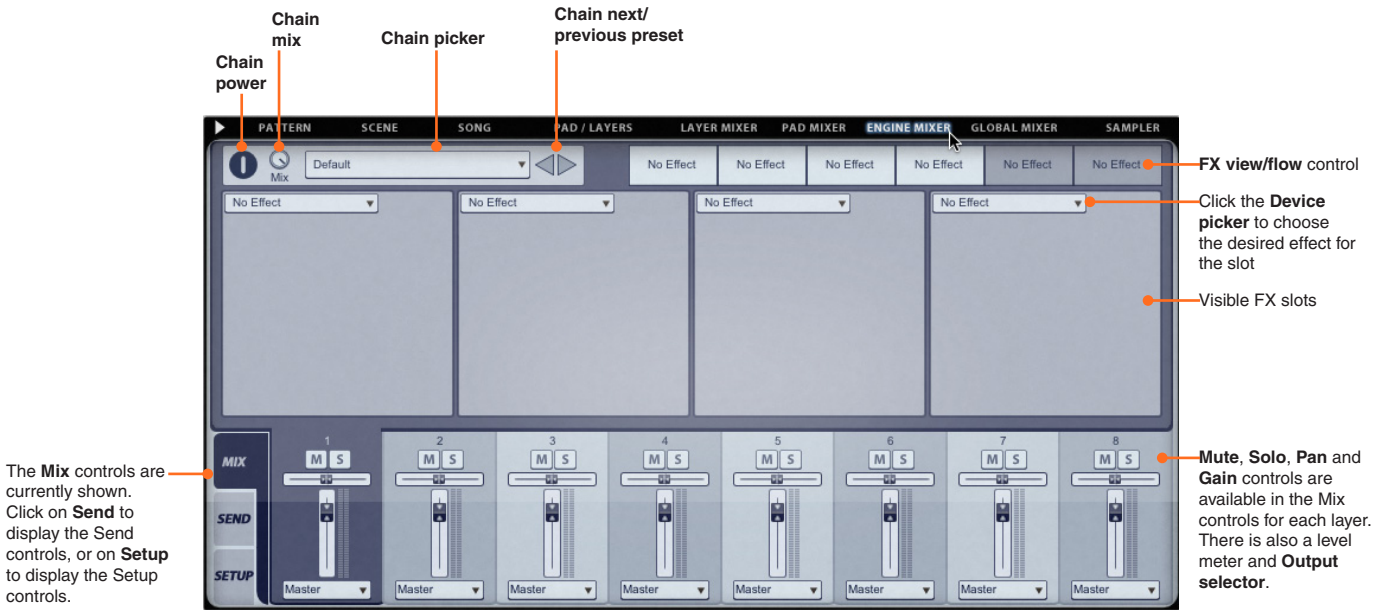 Chain
mix
Chain picker
Chain next/
previous preset
Chain
power
PATTERN SCENE SONG PAD / LAYERS LAYER MIXER PAD MIXER ENGINE MIXER GLOBAL MIXER SAMPLER
Mix
Default
No Effect No Effect No Effect No Effect No Effect No Effect
FX view/flow control
No Effect No Effect No Effect No Effect
Click the Device
picker to choose
the desired effect for
the slot
Visible FX slots
The Mix controls are
currently shown.
Click on Send to
display the Send
controls, or on Setup
to display the Setup
controls.
MIX
SEND
SETUP
1 2 3 4 5 6 7 8
M S M S M S M S M S M S M S M S
Master Master Master Master Master Master Master Master
Mute, Solo, Pan and
Gain controls are
available in the Mix
controls for each layer.
There is also a level
meter and Output
selector.